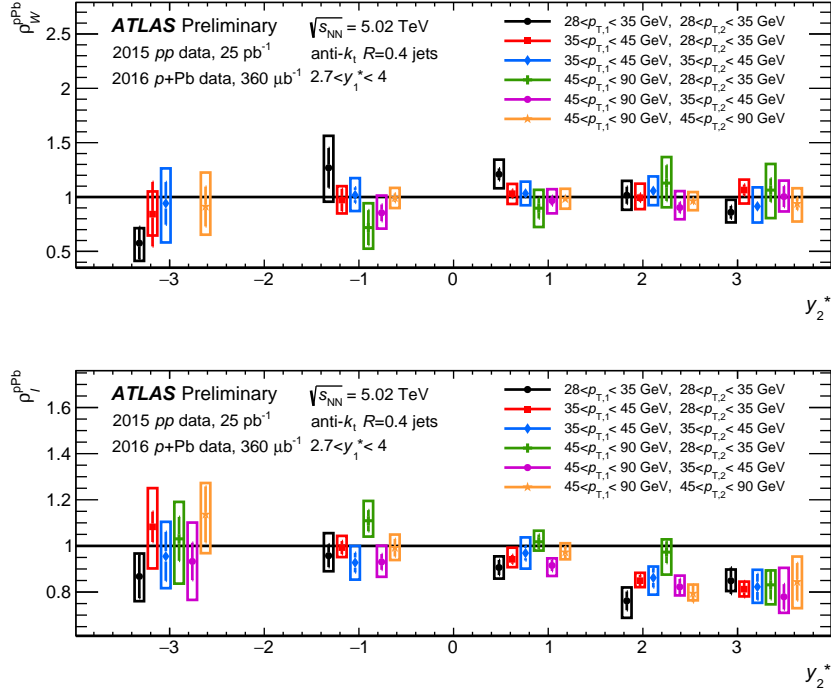 ρ_W^pPb
ATLAS Preliminary
√s_NN = 5.02 TeV
2015 pp data, 25 pb⁻¹
anti-k_t R=0.4 jets
2016 p+Pb data, 360 μb⁻¹
2.7<y₁*< 4
28<p_T,1< 35 GeV, 28<p_T,2< 35 GeV
35<p_T,1< 45 GeV, 28<p_T,2< 35 GeV
35<p_T,1< 45 GeV, 35<p_T,2< 45 GeV
45<p_T,1< 90 GeV, 28<p_T,2< 35 GeV
45<p_T,1< 90 GeV, 35<p_T,2< 45 GeV
45<p_T,1< 90 GeV, 45<p_T,2< 90 GeV
2.5
2
1.5
1
0.5
−3 −2 −1 0 1 2 3
y₂*
ρ_I^pPb
ATLAS Preliminary
√s_NN = 5.02 TeV
2015 pp data, 25 pb⁻¹
anti-k_t R=0.4 jets
2016 p+Pb data, 360 μb⁻¹
2.7<y₁*< 4
28<p_T,1< 35 GeV, 28<p_T,2< 35 GeV
35<p_T,1< 45 GeV, 28<p_T,2< 35 GeV
35<p_T,1< 45 GeV, 35<p_T,2< 45 GeV
45<p_T,1< 90 GeV, 28<p_T,2< 35 GeV
45<p_T,1< 90 GeV, 35<p_T,2< 45 GeV
45<p_T,1< 90 GeV, 45<p_T,2< 90 GeV
1.6
1.4
1.2
1
0.8
−3 −2 −1 0 1 2 3
y₂*